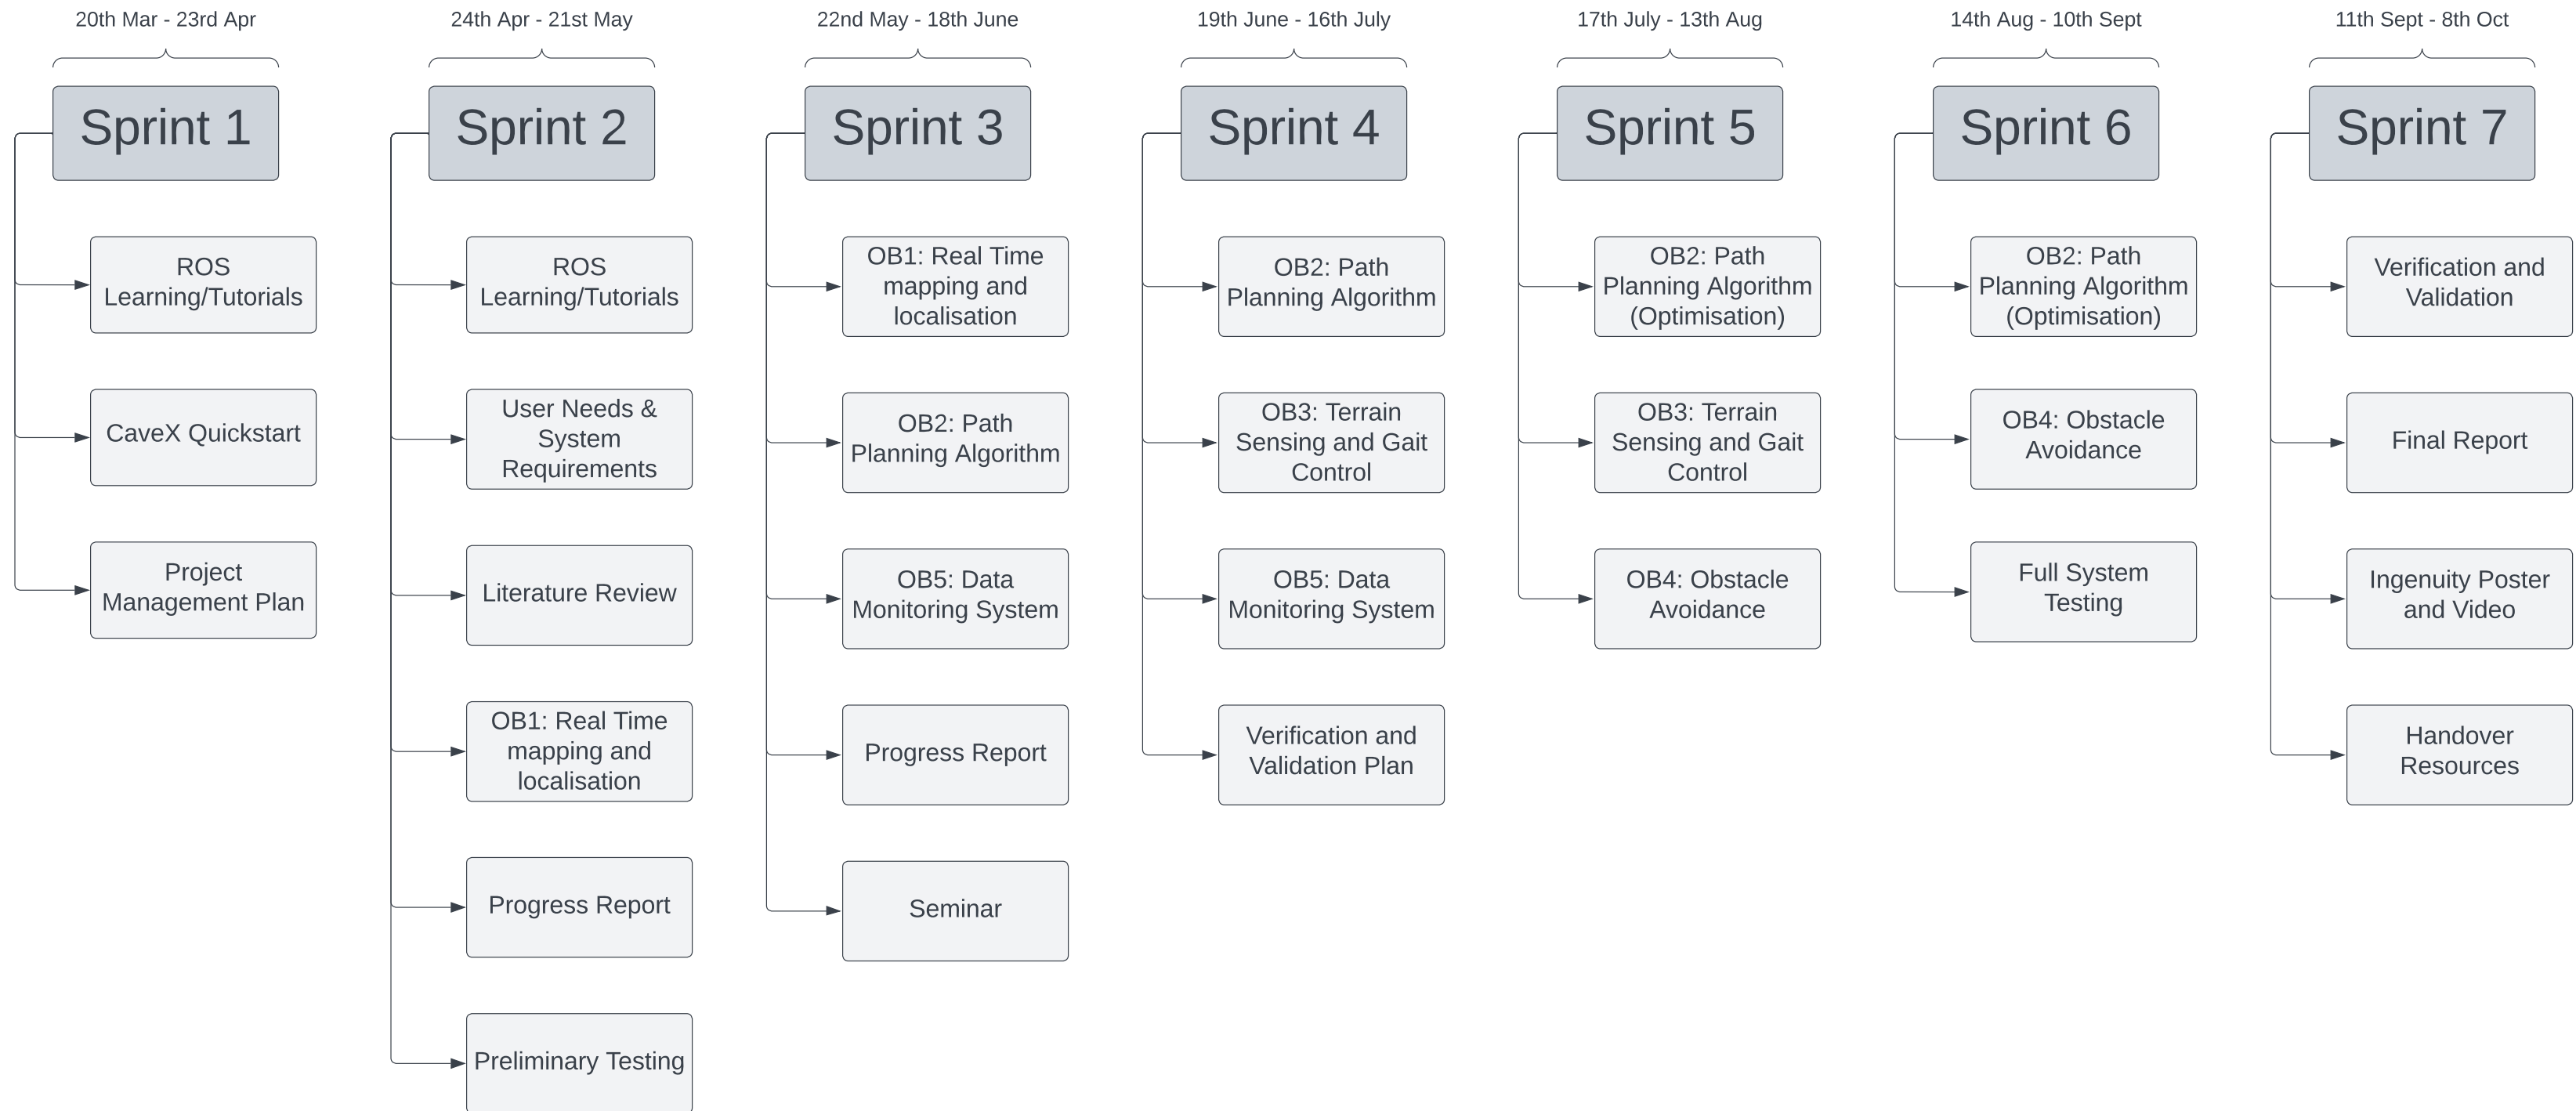 20th Mar - 23rd Apr
Sprint 1
ROS
Learning/Tutorials
CaveX Quickstart
Project
Management Plan
24th Apr - 21st May
Sprint 2
ROS
Learning/Tutorials
User Needs &
System
Requirements
Literature Review
OB1: Real Time
mapping and
localisation
Progress Report
Preliminary Testing
22nd May - 18th June
Sprint 3
OB1: Real Time
mapping and
localisation
OB2: Path
Planning Algorithm
OB5: Data
Monitoring System
Progress Report
Seminar
19th June - 16th July
Sprint 4
OB2: Path
Planning Algorithm
OB3: Terrain
Sensing and Gait
Control
OB5: Data
Monitoring System
Verification and
Validation Plan
17th July - 13th Aug
Sprint 5
OB2: Path
Planning Algorithm
(Optimisation)
OB3: Terrain
Sensing and Gait
Control
OB4: Obstacle
Avoidance
14th Aug - 10th Sept
Sprint 6
OB2: Path
Planning Algorithm
(Optimisation)
OB4: Obstacle
Avoidance
Full System
Testing
11th Sept - 8th Oct
Sprint 7
Verification and
Validation
Final Report
Ingenuity Poster
and Video
Handover
Resources